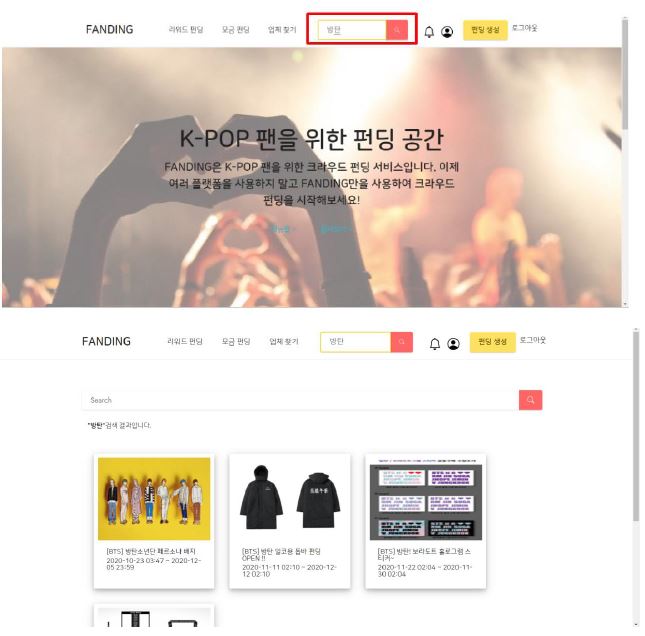 FANDING 리워드 펀딩 모금 펀딩 업체 찾기 방탄 펀딩 생성 로그아웃
K-POP 팬을 위한 펀딩 공간
FANDING은 K-POP 팬을 위한 크라우드 펀딩 서비스입니다. 이제
여러 플랫폼을 사용하지 말고 FANDING만을 사용하여 크라우드
펀딩을 시작해보세요!
FANDING 리워드 펀딩 모금 펀딩 업체 찾기 방탄 펀딩 생성 로그아웃
Search
"방탄"검색 결과입니다.
[BTS] 방탄소년단 페르소나 배지
2020-10-23 03:47 ~ 2020-12-
05 23:59
[BTS] 방탄 알코용 돕바 펀딩
OPEN !!
2020-11-11 02:10 ~ 2020-12-
12 02:10
[BTS] 방탄! 보라도트 홀로그램 스
티커~
2020-11-22 02:04 ~ 2020-11-
30 02:04